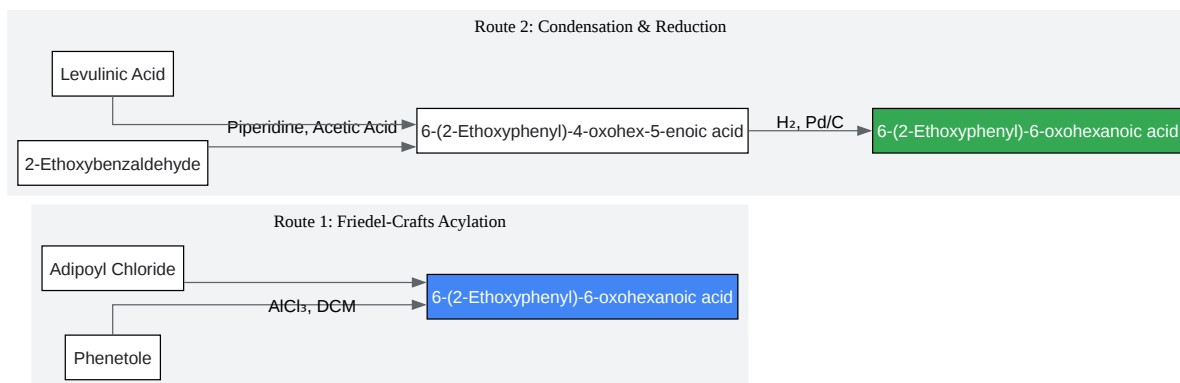 Route 2: Condensation & Reduction
Levulinic Acid
Piperidine, Acetic Acid
2-Ethoxybenzaldehyde
6-(2-Ethoxyphenyl)-4-oxohex-5-enoic acid
H₂, Pd/C
6-(2-Ethoxyphenyl)-6-oxohexanoic acid
Route 1: Friedel-Crafts Acylation
Adipoyl Chloride
AlCl₃, DCM
Phenetole
6-(2-Ethoxyphenyl)-6-oxohexanoic acid